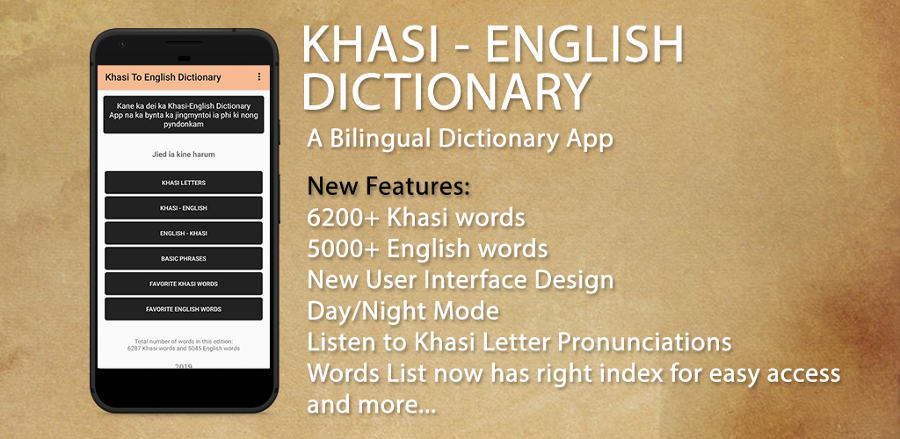 Khasi To English Dictionary
Kane ka dei ka Khasi-English Dictionary
App na ka bynta ka jingmyntoi ia phi ki nong
pyndonkam
Jied ia kine harum
KHASI LETTERS
KHASI - ENGLISH
ENGLISH - KHASI
BASIC PHRASES
FAVORITE KHASI WORDS
FAVORITE ENGLISH WORDS
Total number of words in this edition:
6287 Khasi words and 5045 English words
2019
KHASI - ENGLISH
DICTIONARY
A Bilingual Dictionary App
New Features:
6200+ Khasi words
5000+ English words
New User Interface Design
Day/Night Mode
Listen to Khasi Letter Pronunciations
Words List now has right index for easy access
and more...